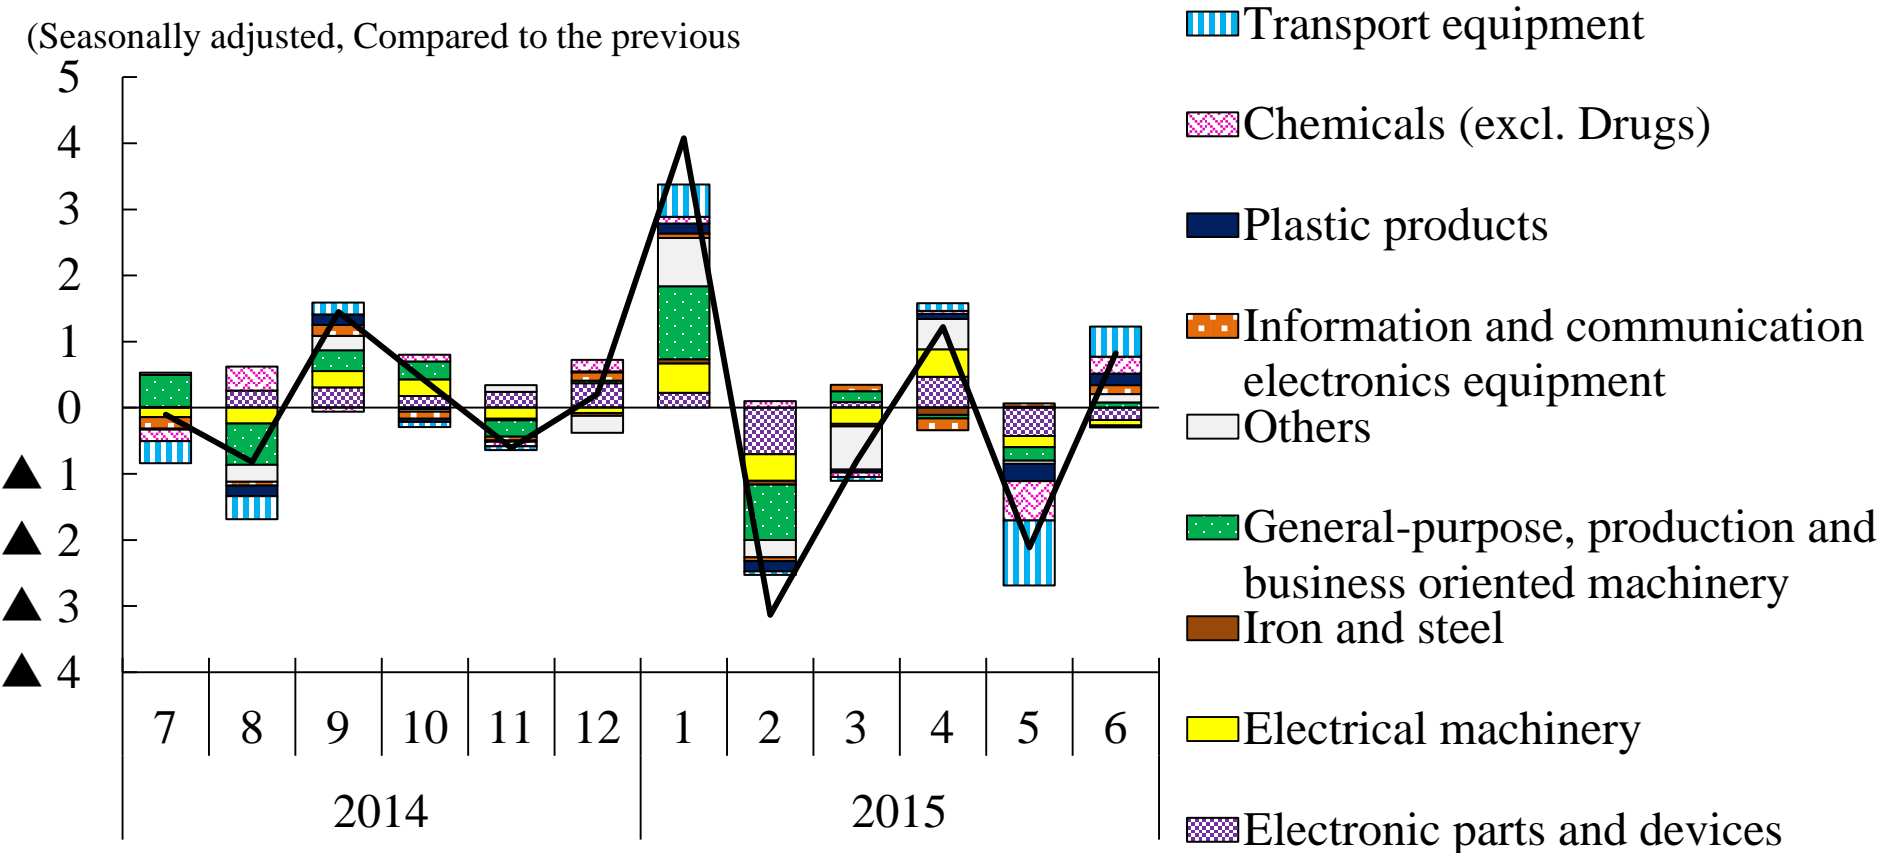 (Seasonally adjusted, Compared to the previous
5
4
3
2
1
0
▲ 1
▲ 2
▲ 3
▲ 4
7 8 9 10 11 12 1 2 3 4 5 6
2014 2015
Transport equipment
Chemicals (excl. Drugs)
Plastic products
Information and communication
electronics equipment
Others
General-purpose, production and
business oriented machinery
Iron and steel
Electrical machinery
Electronic parts and devices